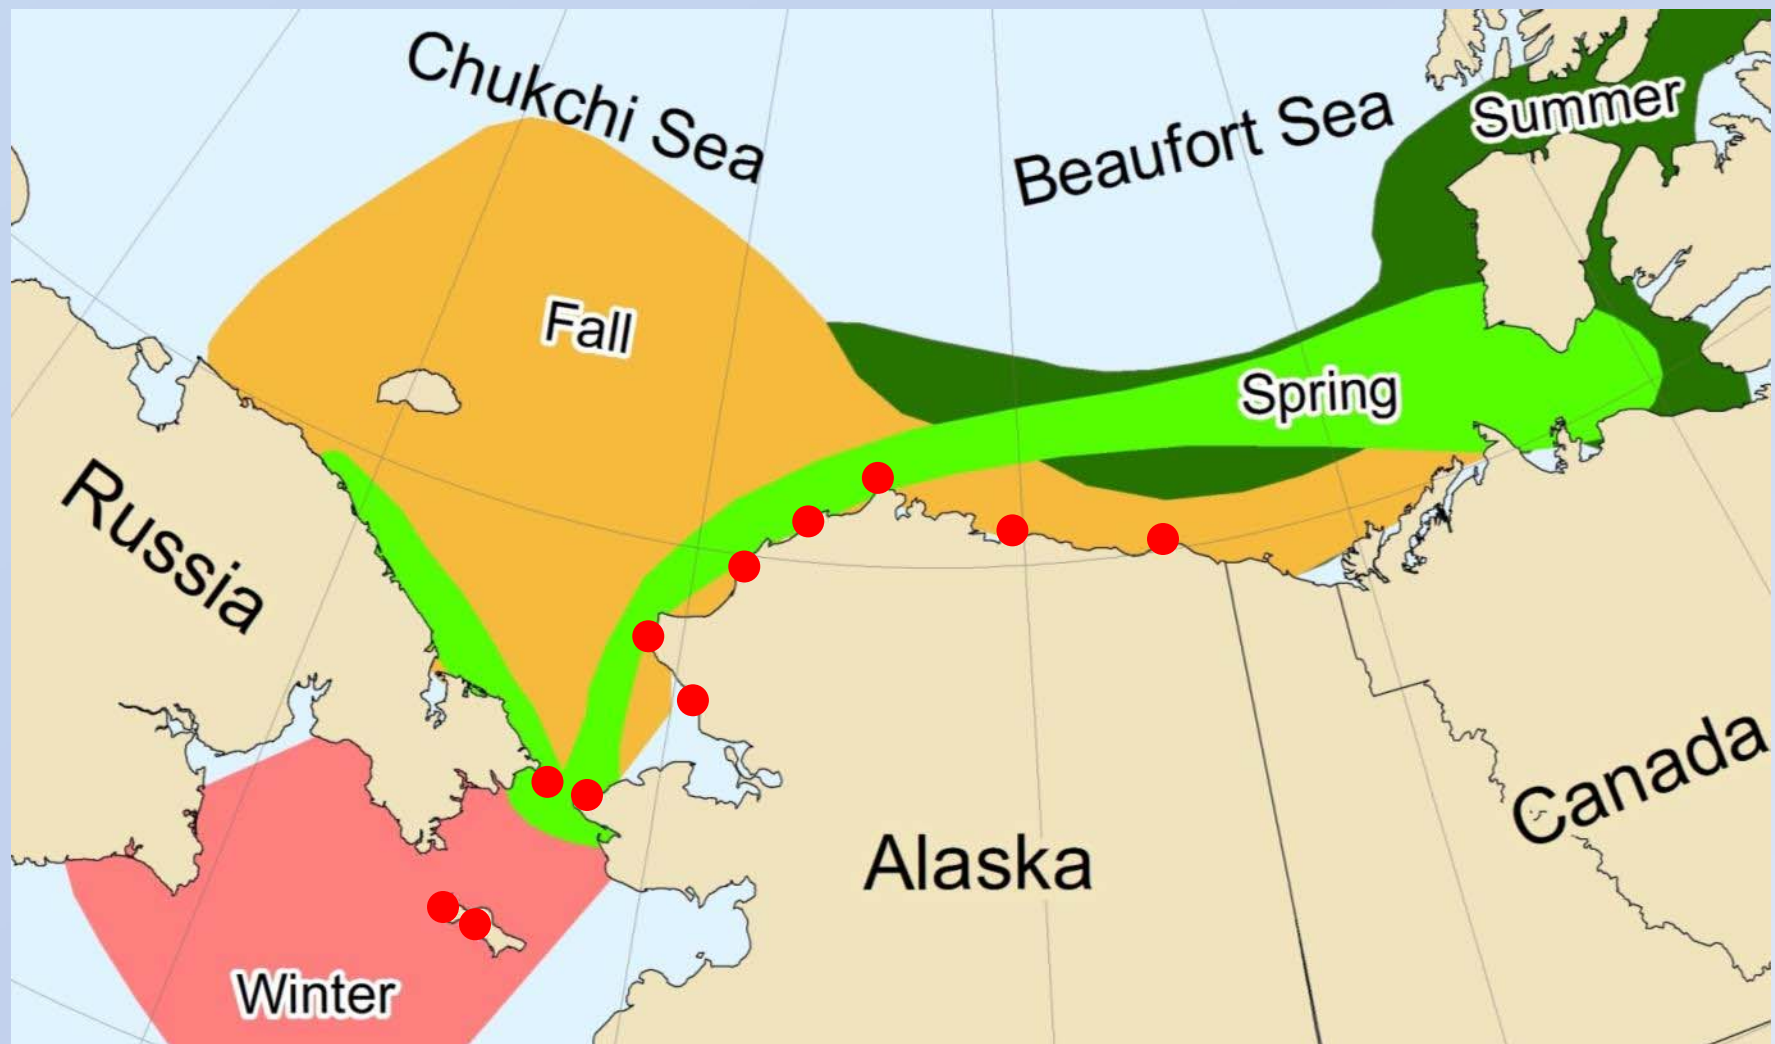 Chukchi Sea
Beaufort Sea
Summer
Fall
Spring
Russia
Canada
Alaska
Winter